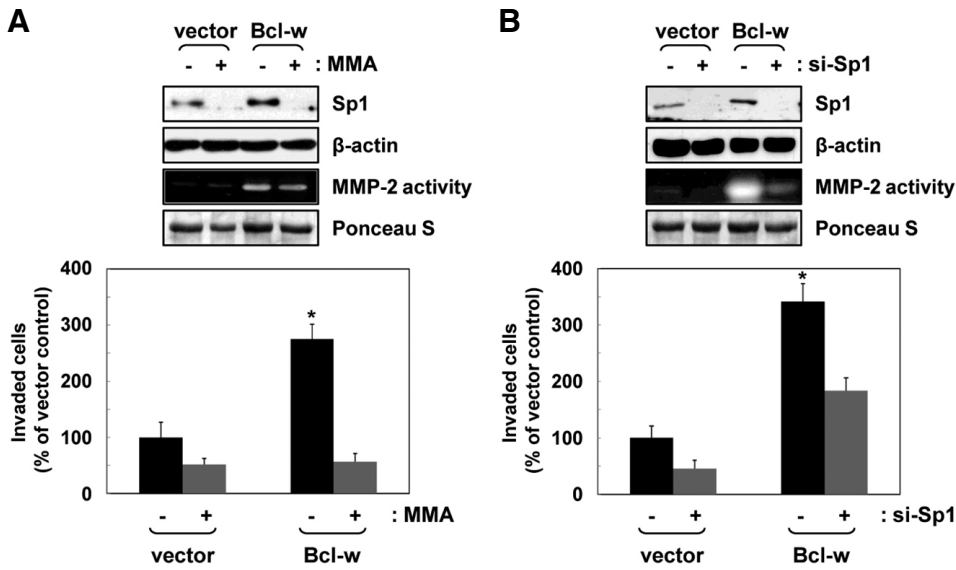 A
vector Bcl-w
- + - + : MMA
Sp1
β-actin
MMP-2 activity
Ponceau S
Invaded cells
(% of vector control)
400
300
200
100
0
*
- + - + : MMA
vector Bcl-w
B
vector Bcl-w
- + - + : si-Sp1
Sp1
β-actin
MMP-2 activity
Ponceau S
Invaded cells
(% of vector control)
400
300
200
100
0
*
- + - + : si-Sp1
vector Bcl-w